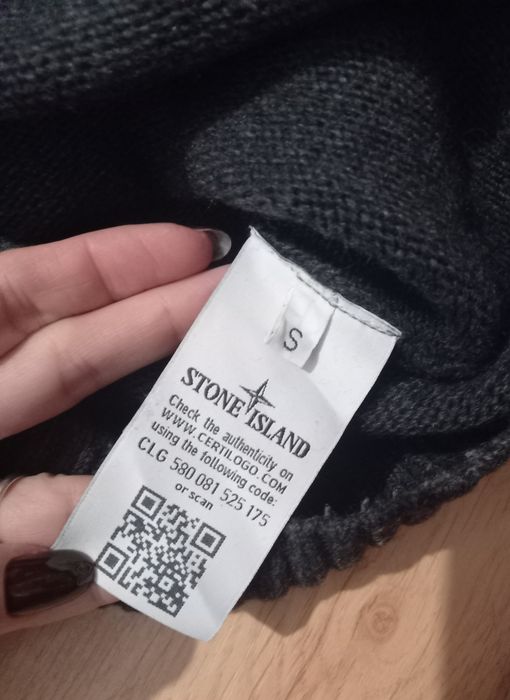 S
STONE ISLAND
Check the authenticity on
WWW.CERTILOGO.COM
using the following code:
CLG 580 081 525 175
or scan